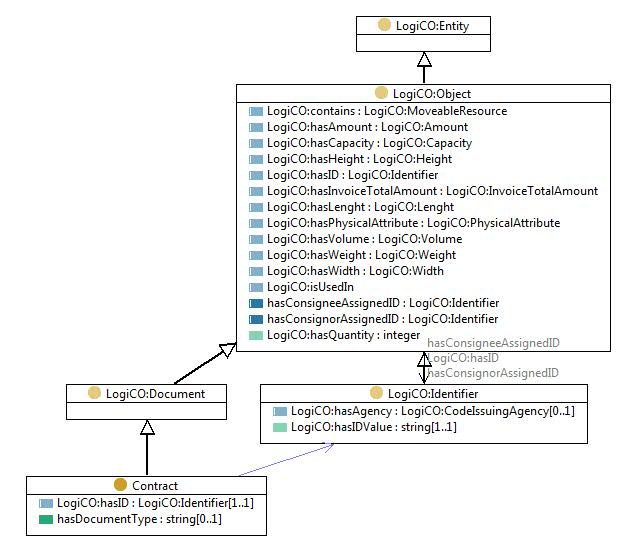 LogiCO:Entity
LogiCO:Object
LogiCO:contains : LogiCO:MoveableResource
LogiCO:hasAmount : LogiCO:Amount
LogiCO:hasCapacity : LogiCO:Capacity
LogiCO:hasHeight : LogiCO:Height
LogiCO:hasID : LogiCO:Identifier
LogiCO:hasInvoiceTotalAmount : LogiCO:InvoiceTotalAmount
LogiCO:hasLenght : LogiCO:Lenght
LogiCO:hasPhysicalAttribute : LogiCO:PhysicalAttribute
LogiCO:hasVolume : LogiCO:Volume
LogiCO:hasWeight : LogiCO:Weight
LogiCO:hasWidth : LogiCO:Width
LogiCO:isUsedIn
hasConsigneeAssignedID : LogiCO:Identifier
hasConsignorAssignedID : LogiCO:Identifier
LogiCO:hasQuantity : integer
hasConsigneeAssignedID
LogiCO:hasID
hasConsignorAssignedID
LogiCO:Document
LogiCO:Identifier
LogiCO:hasAgency : LogiCO:CodeIssuingAgency[0..1]
LogiCO:hasIDValue : string[1..1]
Contract
LogiCO:hasID : LogiCO:Identifier[1..1]
hasDocumentType : string[0..1]